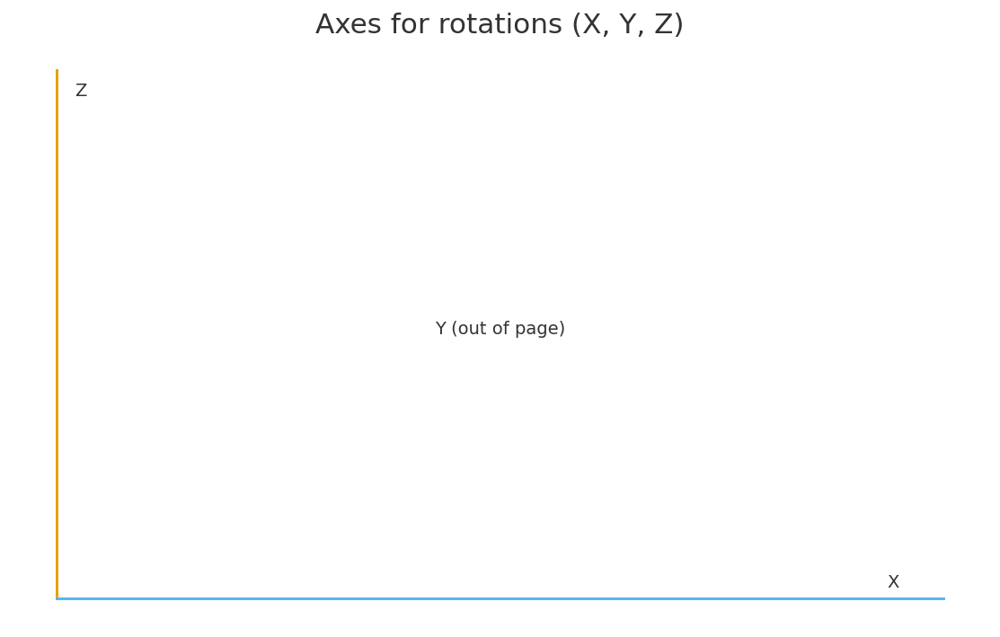 Axes for rotations (X, Y, Z)
Z
Y (out of page)
X